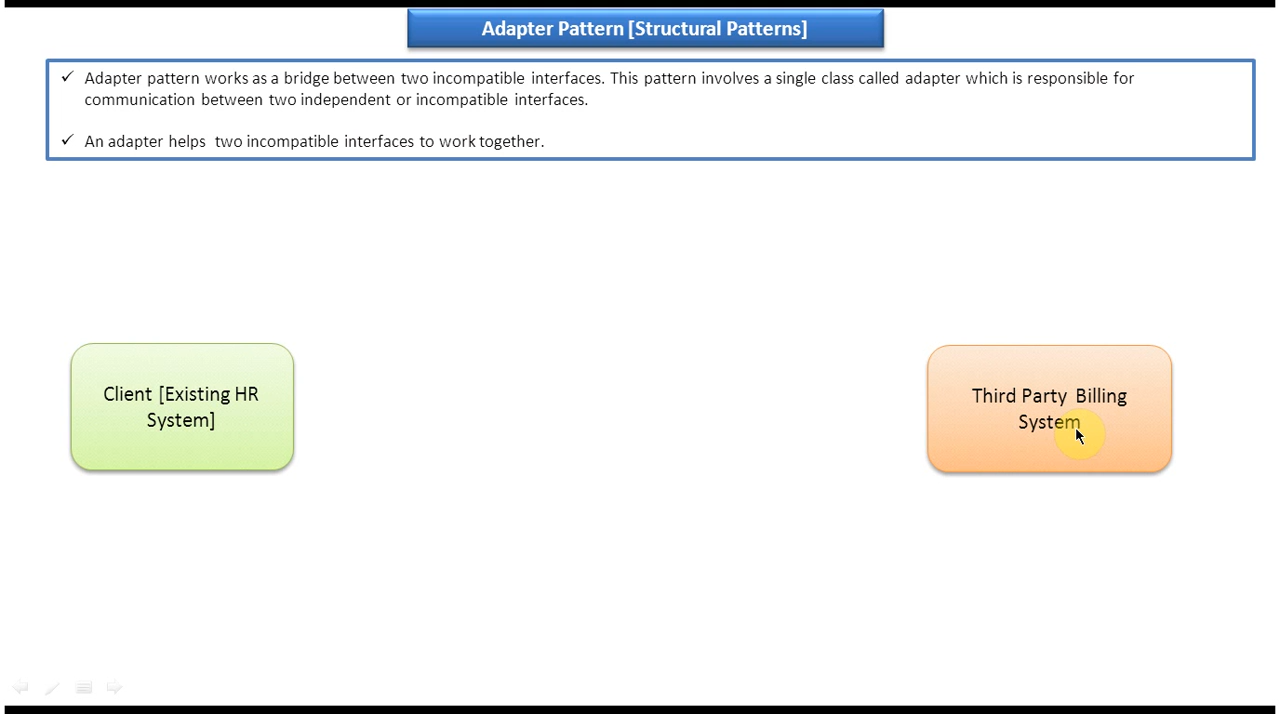 Adapter Pattern [Structural Patterns]
✓ Adapter pattern works as a bridge between two incompatible interfaces. This pattern involves a single class called adapter which is responsible for
communication between two independent or incompatible interfaces.
✓ An adapter helps two incompatible interfaces to work together.
Client [Existing HR
System]
Third Party Billing
System